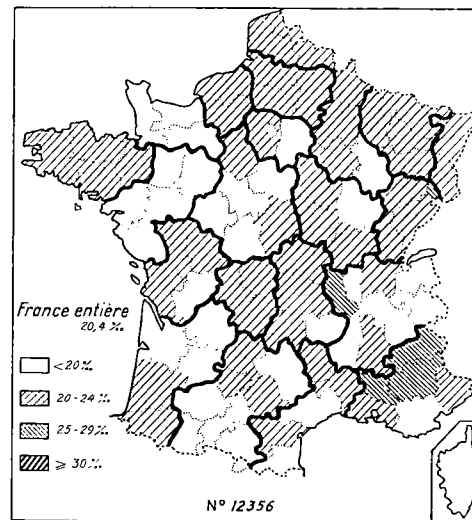 France entière
20,4 ‰
<20‰
20-24‰
25-29‰
⩾ 30‰
N° 12356